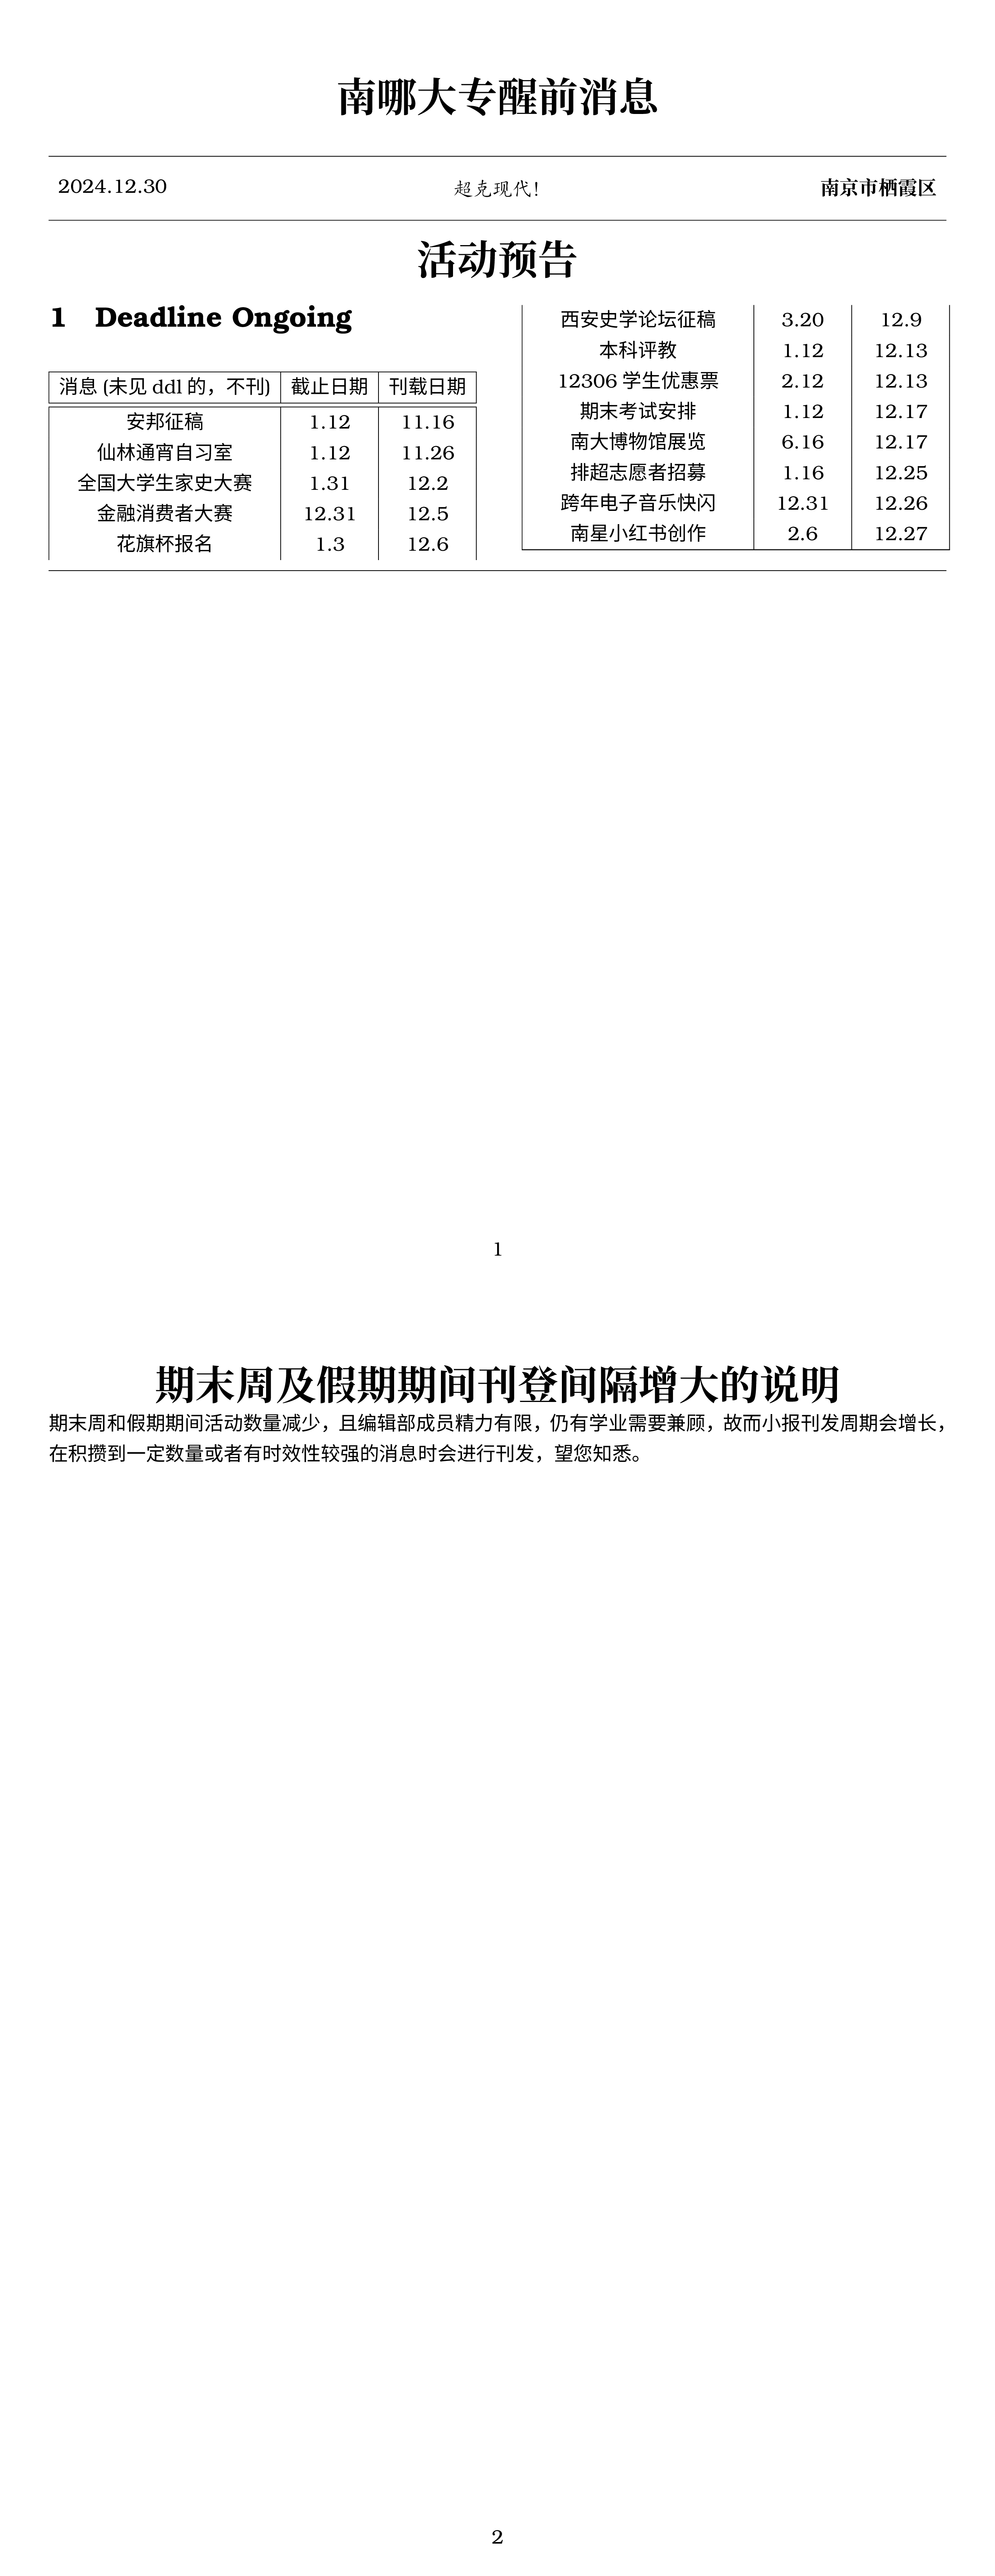 南哪大专醒前消息
2024.12.30 超克现代! 南京市栖霞区
活动预告
1 Deadline Ongoing
消息 (未见 ddl 的，不刊) 截止日期 刊载日期
安邦征稿 1.12 11.16
仙林通宵自习室 1.12 11.26
全国大学生家史大赛 1.31 12.2
金融消费者大赛 12.31 12.5
花旗杯报名 1.3 12.6
西安史学论坛征稿 3.20 12.9
本科评教 1.12 12.13
12306 学生优惠票 2.12 12.13
期末考试安排 1.12 12.17
南大博物馆展览 6.16 12.17
排超志愿者招募 1.16 12.25
跨年电子音乐快闪 12.31 12.26
南星小红书创作 2.6 12.27
1
期末周及假期期间刊登间隔增大的说明
期末周和假期期间活动数量减少，且编辑部成员精力有限，仍有学业需要兼顾，故而小报刊发周期会增长，
在积攒到一定数量或者有时效性较强的消息时会进行刊发，望您知悉。
2